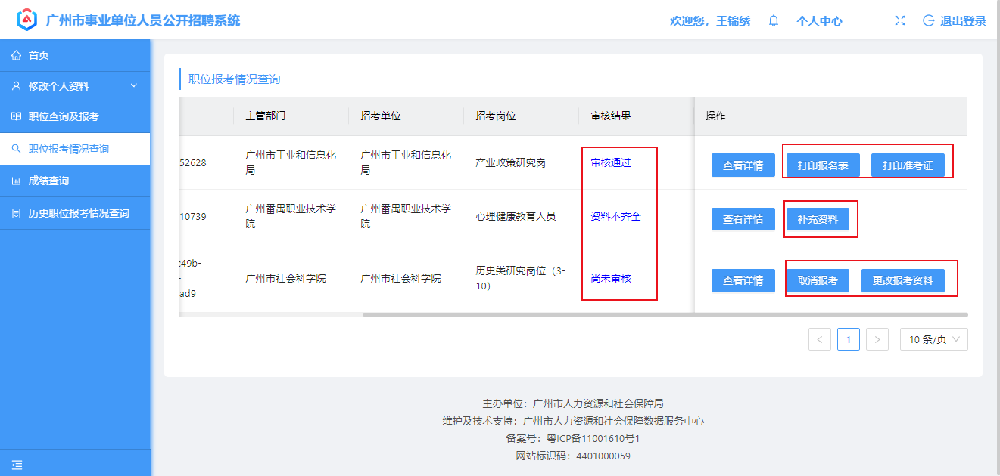 广州市事业单位人员公开招聘系统
欢迎您，王锦绣
个人中心
退出登录
首页
修改个人资料
职位查询及报考
职位报考情况查询
成绩查询
历史职位报考情况查询
职位报考情况查询
主管部门
招考单位
招考岗位
审核结果
操作
52628
广州市工业和信息化
局
广州市工业和信息化
局
产业政策研究岗
审核通过
查看详情
打印报名表
打印准考证
10739
广州番禺职业技术学
院
广州番禺职业技术学
院
心理健康教育人员
资料不齐全
查看详情
补充资料
c49b-
-
0ad9
广州市社会科学院
广州市社会科学院
历史类研究岗位（3-
10）
尚未审核
查看详情
取消报考
更改报考资料
<
1
>
10 条/页
主办单位：广州市人力资源和社会保障局
维护及技术支持：广州市人力资源和社会保障数据服务中心
备案号：粤ICP备11001610号1
网站标识码：4401000059